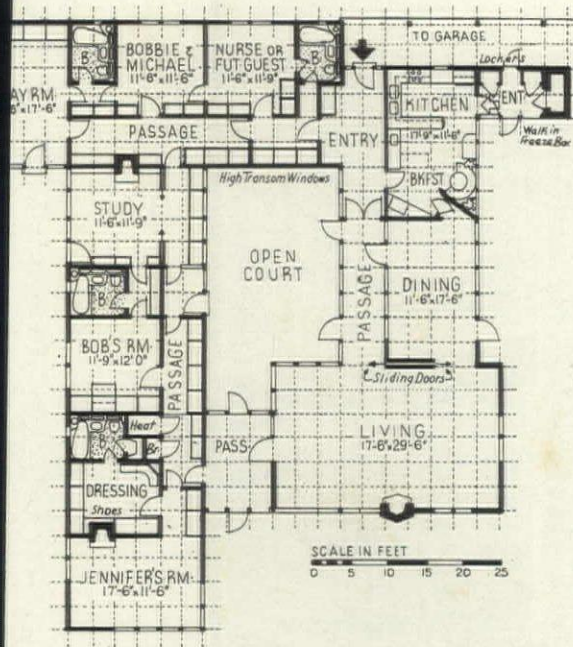 TO GARAGE
B
BOBBIE &
MICHAEL
11'-6"x11'-6"
NURSE OR
FUT GUEST
11'-6"x11'-9"
B
Lockers
KITCHEN
17'-9"x11'-6"
ENT
Walk in
Freeze Box
AY RM
6"x17'-6"
PASSAGE
ENTRY
BKFST
High Transom Windows
STUDY
11'-6"x11'-9"
OPEN
COURT
PASSAGE
DINING
11'-6"x17'-6"
B
BOB'S RM
11'-9"x12'0"
PASSAGE
Sliding Doors
Heat
B
Br
PASS
LIVING
17'-6"x29'-6"
DRESSING
Shoes
JENNIFER'S RM
17'-6"x11'-6"
SCALE IN FEET
0 5 10 15 20 25